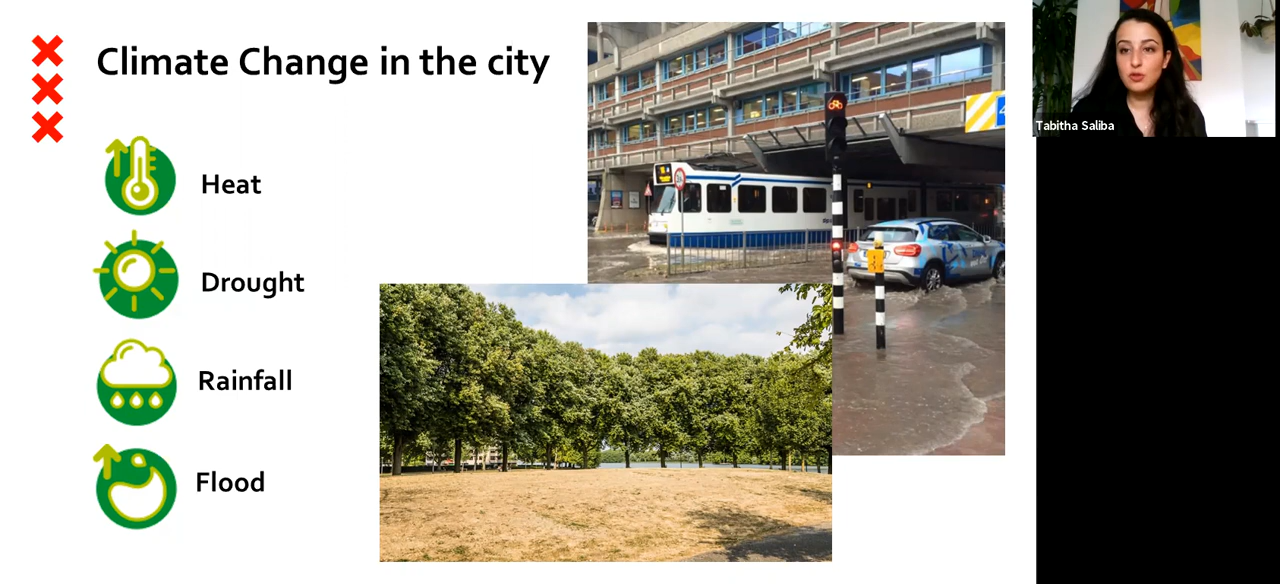 Climate Change in the city
Heat
Drought
Rainfall
Flood
Tabitha Saliba